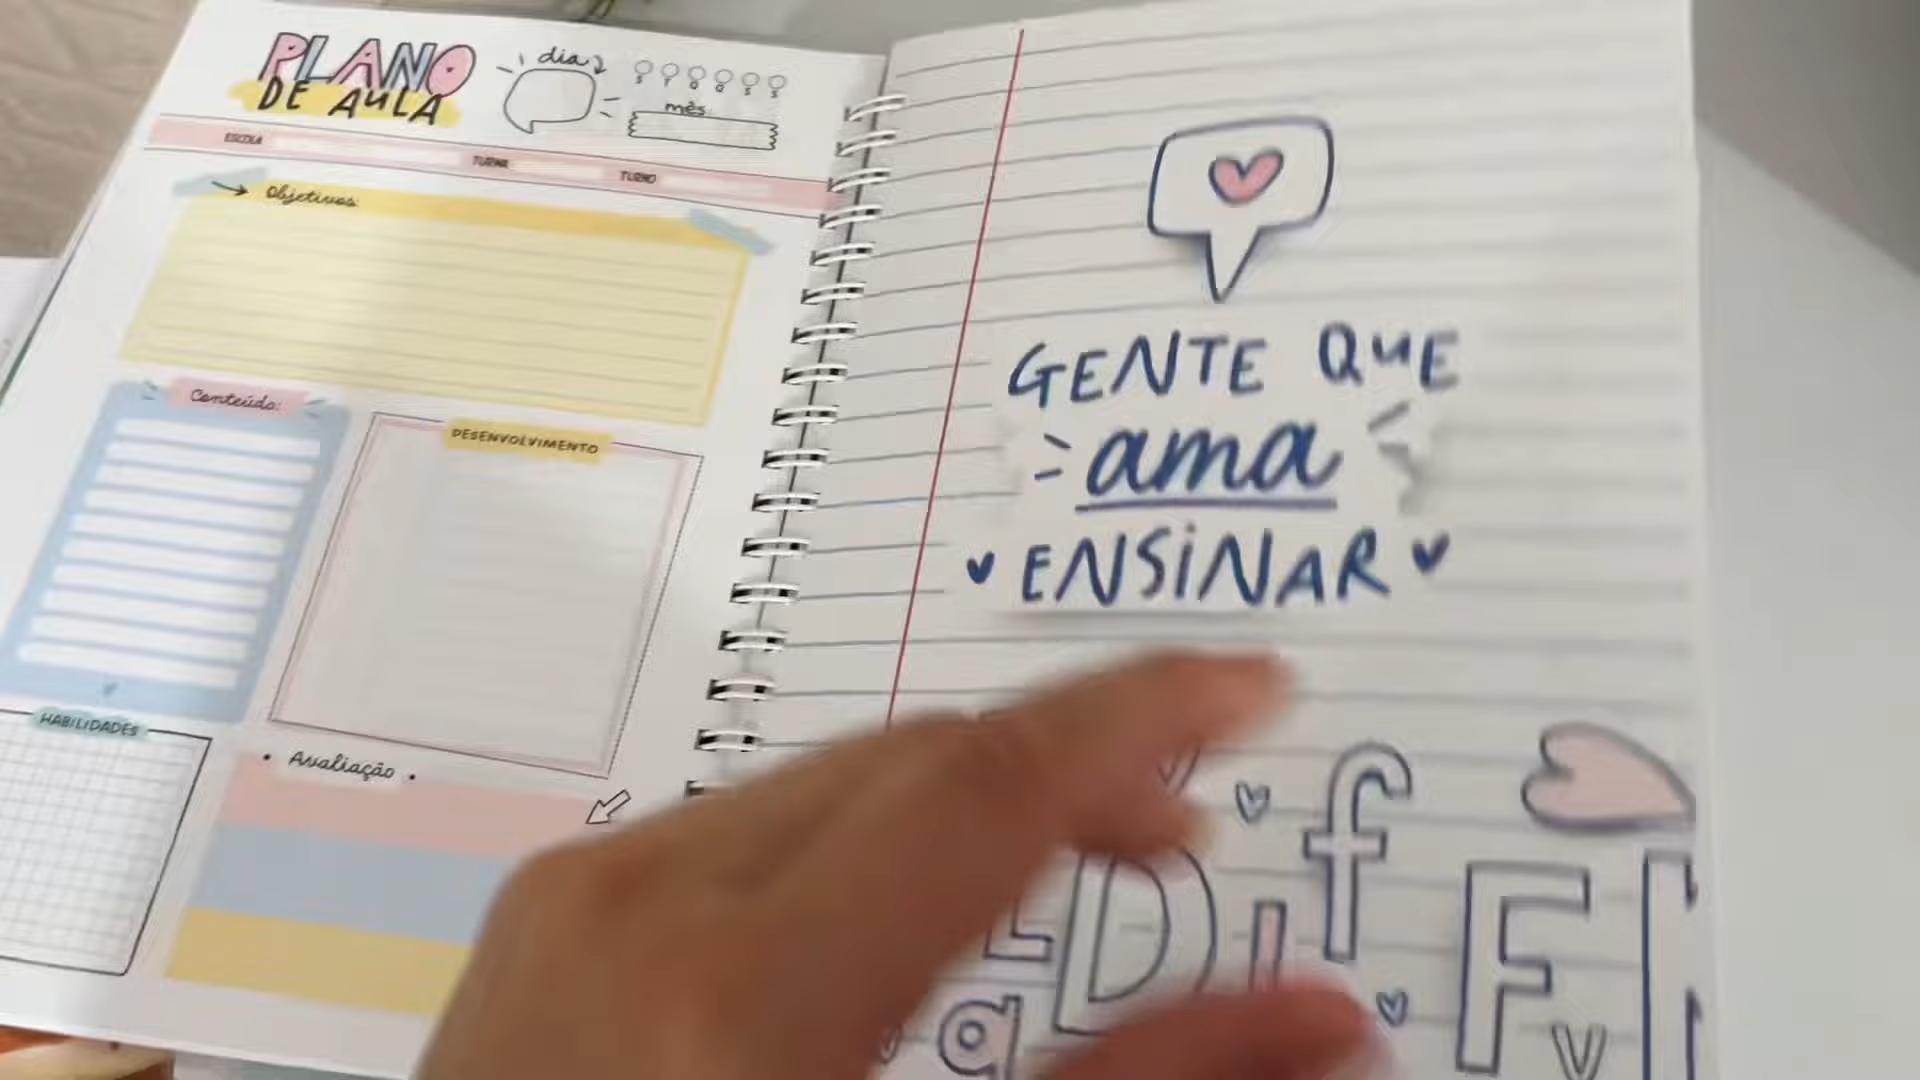 PLANO
DE AULA
dia
S T Q Q S S
mês:
ESCOLA TURMA TURNO
Objetivos:
Conteúdo:
DESENVOLVIMENTO
HABILIDADES
Avaliação
GENTE QUE
ama
ENSINAR
f
D i F
a v